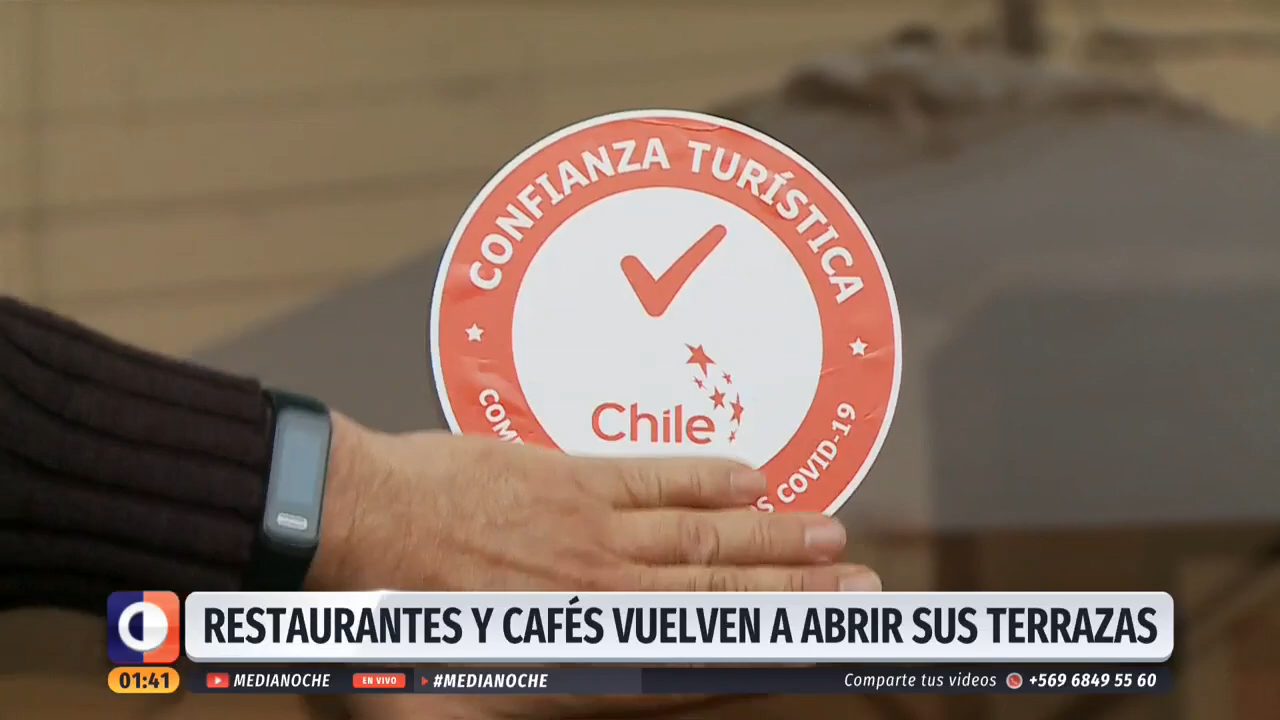 CONFIANZA TURÍSTICA
Chile
COVID-19
RESTAURANTES Y CAFÉS VUELVEN A ABRIR SUS TERRAZAS
01:41
MEDIANOCHE
EN VIVO
#MEDIANOCHE
Comparte tus videos
+569 6849 55 60